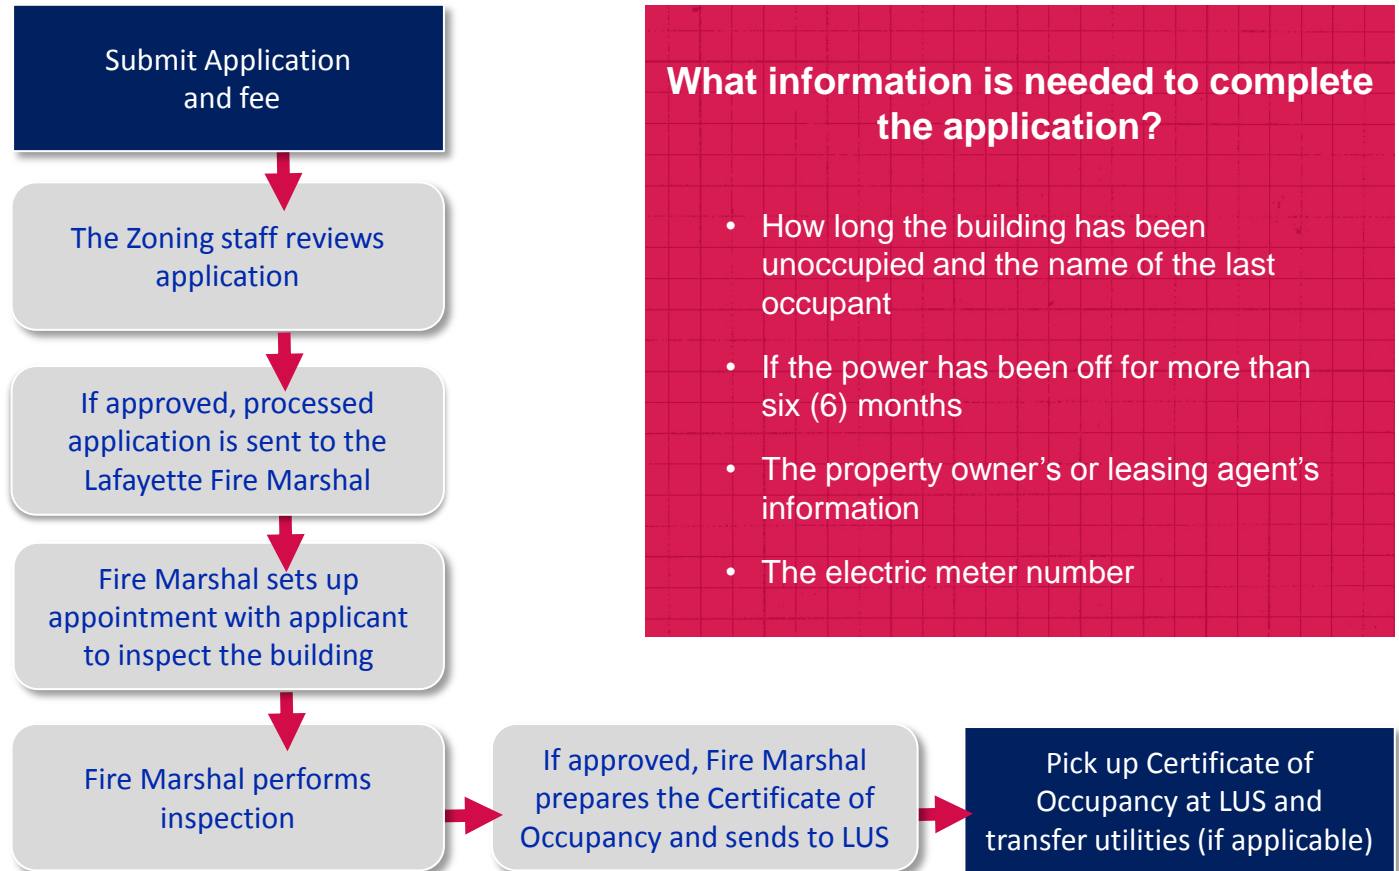 Submit Application
and fee
The Zoning staff reviews
application
If approved, processed
application is sent to the
Lafayette Fire Marshal
Fire Marshal sets up
appointment with applicant
to inspect the building
Fire Marshal performs
inspection
If approved, Fire Marshal
prepares the Certificate of
Occupancy and sends to LUS
Pick up Certificate of
Occupancy at LUS and
transfer utilities (if applicable)
What information is needed to complete
the application?
• How long the building has been
unoccupied and the name of the last
occupant
• If the power has been off for more than
six (6) months
• The property owner’s or leasing agent’s
information
• The electric meter number